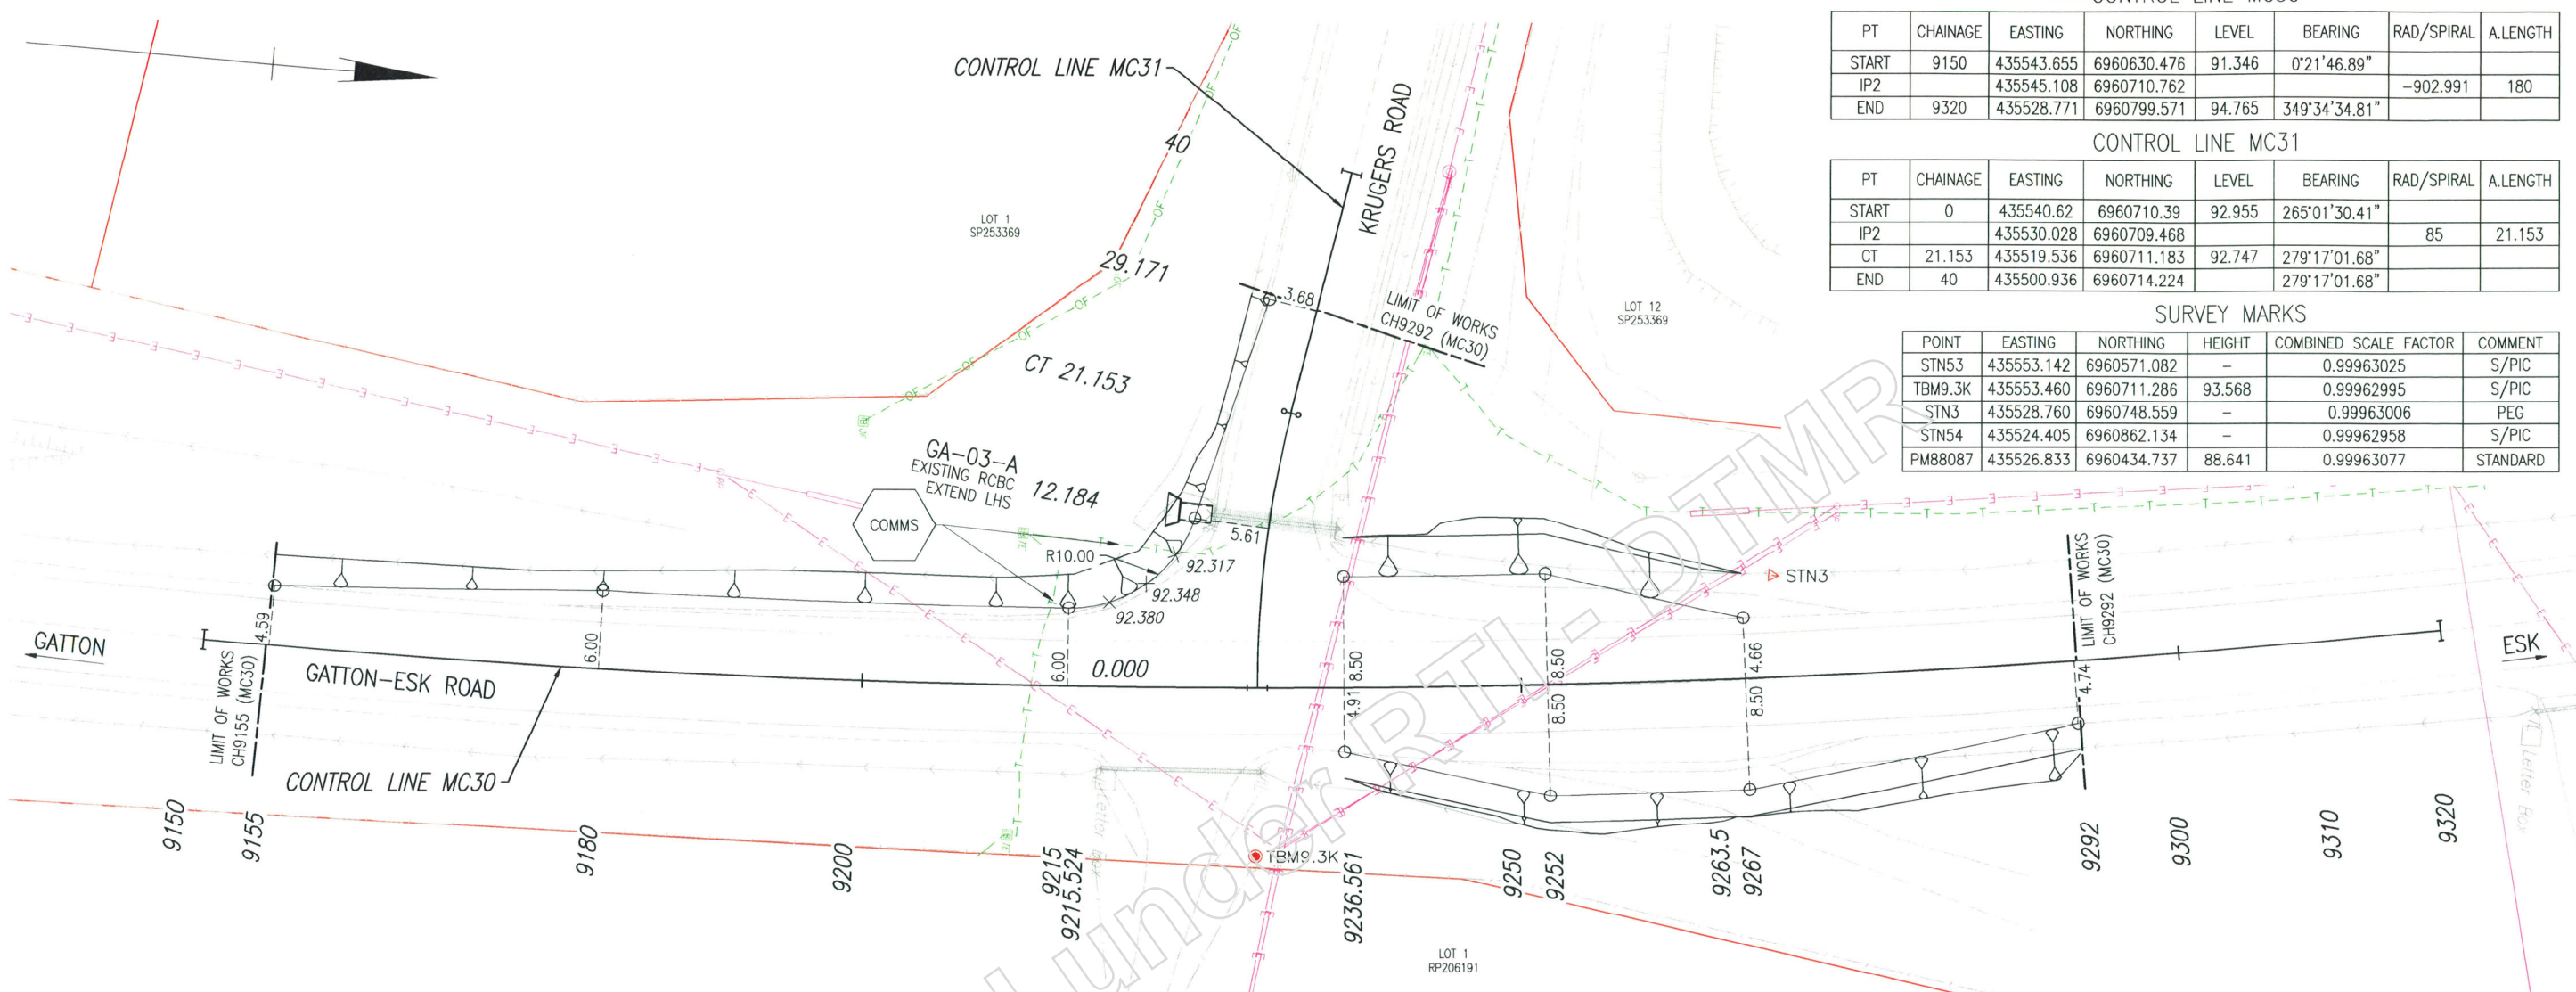 CONTROL LINE MC30
PT CHAINAGE EASTING NORTHING LEVEL BEARING RAD/SPIRAL A.LENGTH
START 9150 435543.655 6960630.476 91.346 0°21'46.89"
IP2 435545.108 6960710.762 -902.991 180
END 9320 435528.771 6960799.571 94.765 349°34'34.81"
CONTROL LINE MC31
PT CHAINAGE EASTING NORTHING LEVEL BEARING RAD/SPIRAL A.LENGTH
START 0 435540.62 6960710.39 92.955 265°01'30.41"
IP2 435530.028 6960709.468 85 21.153
CT 21.153 435519.536 6960711.183 92.747 279°17'01.68"
END 40 435500.936 6960714.224 279°17'01.68"
SURVEY MARKS
POINT EASTING NORTHING HEIGHT COMBINED SCALE FACTOR COMMENT
STN53 435553.142 6960571.082 - 0.99963025 S/PIC
TBM9.3K 435553.460 6960711.286 93.568 0.99962995 S/PIC
STN3 435528.760 6960748.559 - 0.99963006 PEG
STN54 435524.405 6960862.134 - 0.99962958 S/PIC
PM88087 435526.833 6960434.737 88.641 0.99963077 STANDARD
CONTROL LINE MC31
KRUGERS ROAD
40
LOT 1
SP253369
29.171
3.68
LIMIT OF WORKS
CH9292 (MC30)
LOT 12
SP253369
CT 21.153
GA-03-A
EXISTING RCBC
EXTEND LHS
12.184
COMMS
R10.00
5.61
92.317
92.348
92.380
STN3
4.59
6.00
6.00
0.000
4.91 8.50
8.50 8.50
8.50 4.66
4.74
LIMIT OF WORKS
CH9292 (MC30)
GATTON
GATTON-ESK ROAD
ESK
LIMIT OF WORKS
CH9155 (MC30)
CONTROL LINE MC30
Letter Box
Letter Box
TBM9.3K
9150
9155
9180
9200
9215
9215.524
9236.561
9250
9252
9263.5
9267
9292
9300
9310
9320
LOT 1
RP206191
under RTI - DTMR